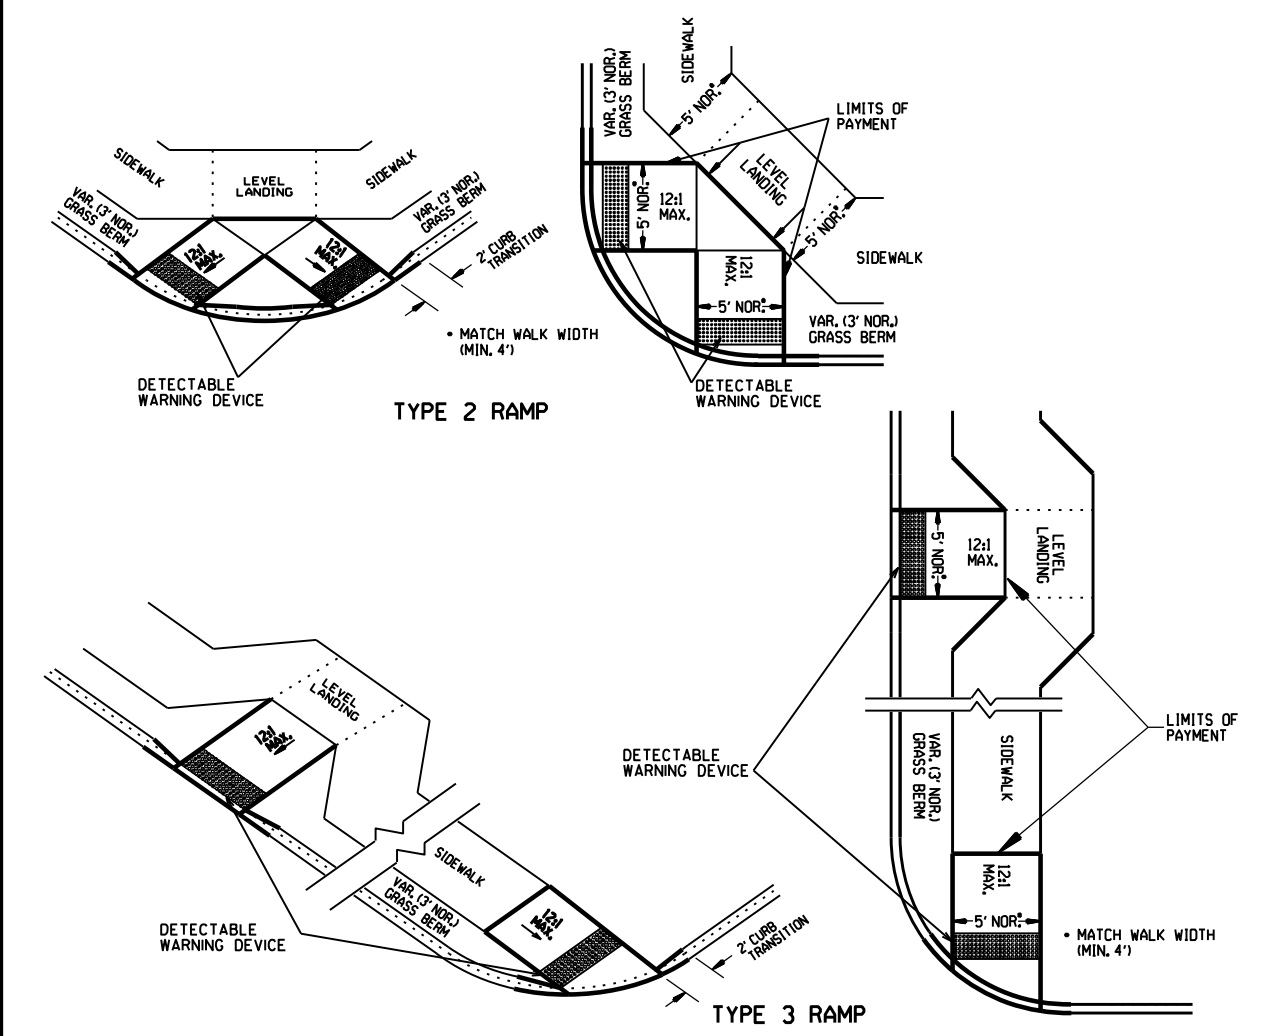 SIDEWALK
LEVEL
LANDING
SIDEWALK
VAR. (3' NOR.)
GRASS BERM
VAR. (3' NOR.)
GRASS BERM
12:1
MAX.
12:1
MAX.
2' CURB
TRANSITION
• MATCH WALK WIDTH
(MIN. 4')
DETECTABLE
WARNING DEVICE
TYPE 2 RAMP
VAR. (3' NOR.)
GRASS BERM
SIDEWALK
5' NOR.•
LIMITS OF
PAYMENT
LEVEL
LANDING
5' NOR.•
12:1
MAX.
5' NOR.•
SIDEWALK
12:1
MAX.
5' NOR.•
VAR. (3' NOR.)
GRASS BERM
DETECTABLE
WARNING DEVICE
LEVEL
LANDING
12:1
MAX.
SIDEWALK
VAR. (3' NOR.)
GRASS BERM
12:1
MAX.
DETECTABLE
WARNING DEVICE
2' CURB
TRANSITION
TYPE 3 RAMP
5' NOR.•
12:1
MAX.
LEVEL
LANDING
LIMITS OF
PAYMENT
DETECTABLE
WARNING DEVICE
VAR. (3' NOR.)
GRASS BERM
SIDEWALK
12:1
MAX.
5' NOR.•
• MATCH WALK WIDTH
(MIN. 4')